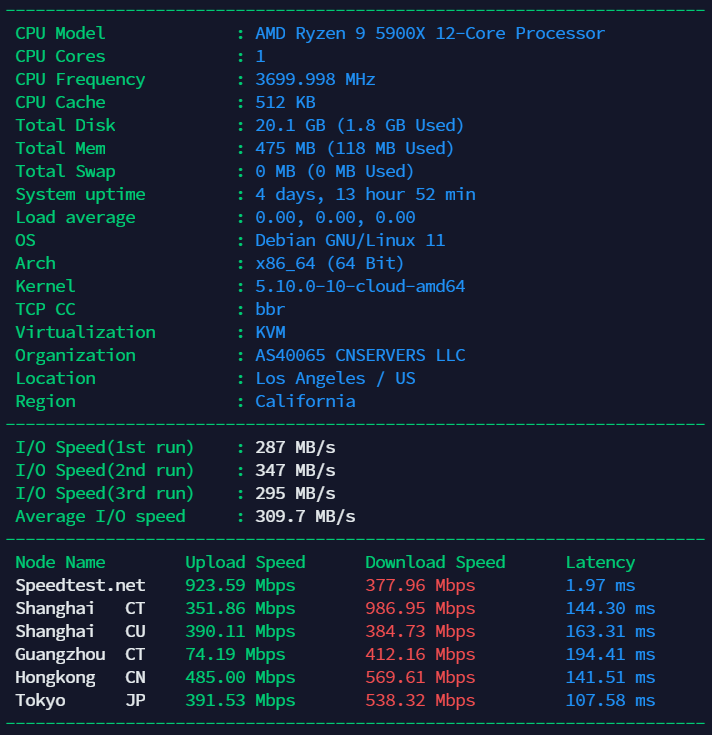 ----------------------------------------------------------------------
CPU Model : AMD Ryzen 9 5900X 12-Core Processor
CPU Cores : 1
CPU Frequency : 3699.998 MHz
CPU Cache : 512 KB
Total Disk : 20.1 GB (1.8 GB Used)
Total Mem : 475 MB (118 MB Used)
Total Swap : 0 MB (0 MB Used)
System uptime : 4 days, 13 hour 52 min
Load average : 0.00, 0.00, 0.00
OS : Debian GNU/Linux 11
Arch : x86_64 (64 Bit)
Kernel : 5.10.0-10-cloud-amd64
TCP CC : bbr
Virtualization : KVM
Organization : AS40065 CNSERVERS LLC
Location : Los Angeles / US
Region : California
----------------------------------------------------------------------
I/O Speed(1st run) : 287 MB/s
I/O Speed(2nd run) : 347 MB/s
I/O Speed(3rd run) : 295 MB/s
Average I/O speed : 309.7 MB/s
----------------------------------------------------------------------
Node Name Upload Speed Download Speed Latency
Speedtest.net 923.59 Mbps 377.96 Mbps 1.97 ms
Shanghai CT 351.86 Mbps 986.95 Mbps 144.30 ms
Shanghai CU 390.11 Mbps 384.73 Mbps 163.31 ms
Guangzhou CT 74.19 Mbps 412.16 Mbps 194.41 ms
Hongkong CN 485.00 Mbps 569.61 Mbps 141.51 ms
Tokyo JP 391.53 Mbps 538.32 Mbps 107.58 ms
----------------------------------------------------------------------